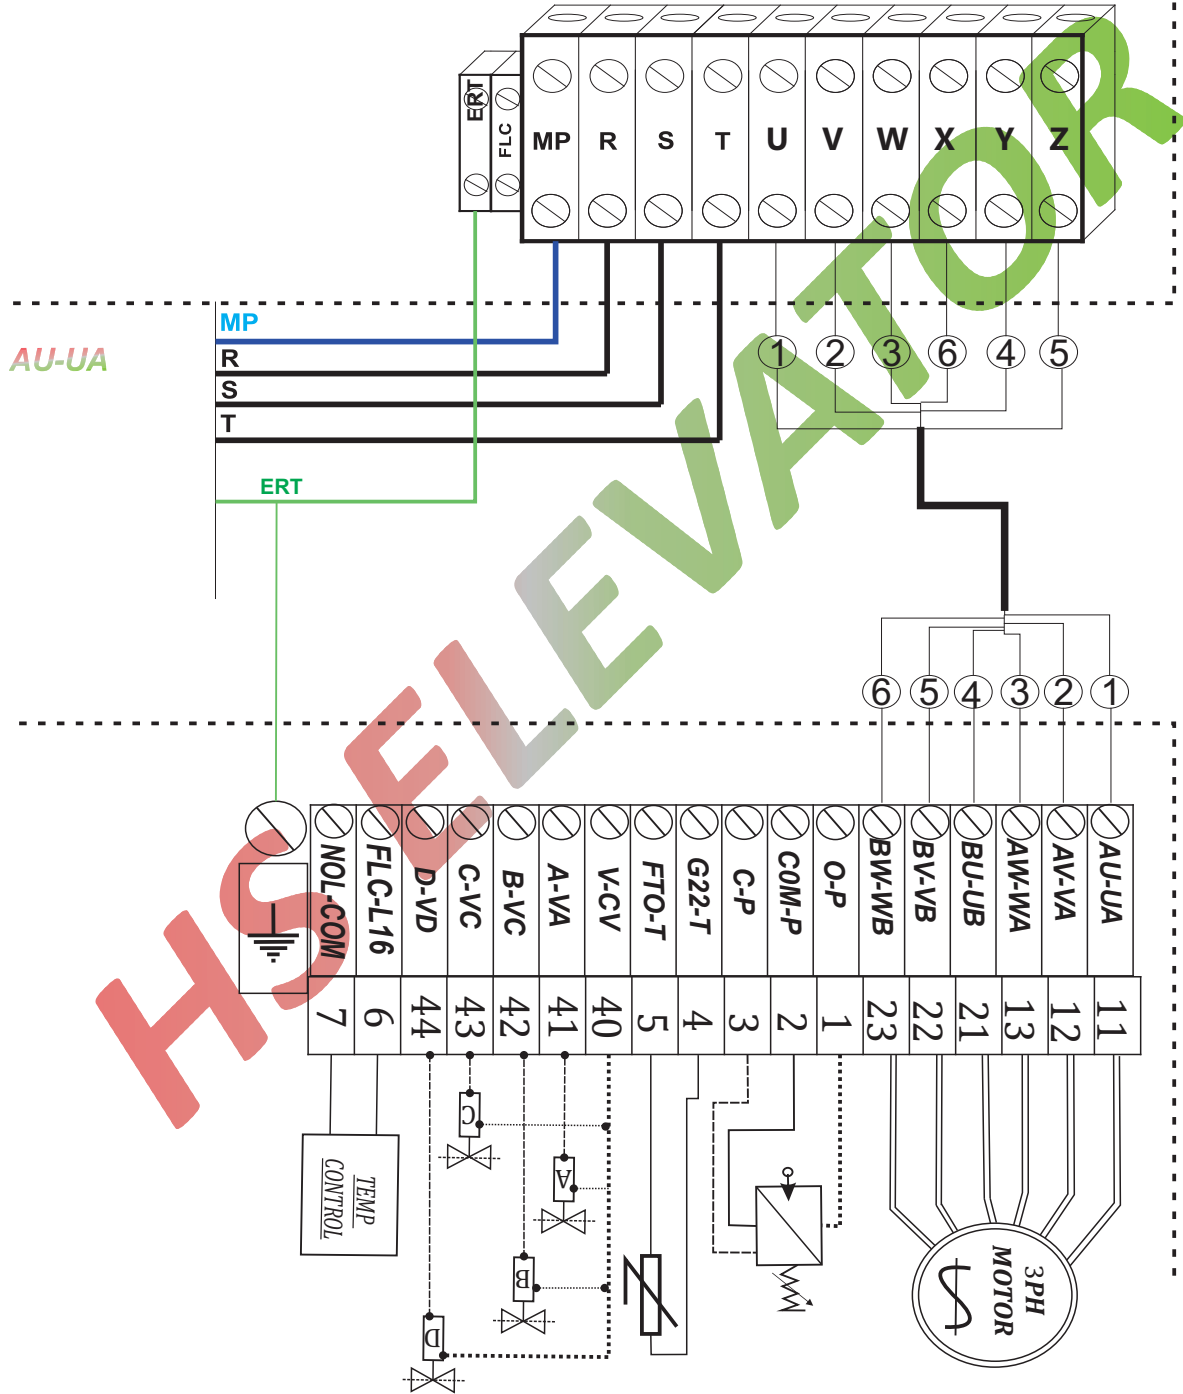 ERT
FLC
MP R S T U V W X Y Z
MP
AU-UA
R
S
T
ERT
1 2 3 6 4 5
6 5 4 3 2 1
HS ELEVATOR
NOL-COM
FLC-L16
D-VD
C-VC
B-VC
A-VA
V-CV
FTO-T
G22-T
C-P
C0M-P
O-P
BW-WB
BV-VB
BU-UB
AW-WA
AV-VA
AU-UA
7 6 44 43 42 41 40 5 4 3 2 1 23 22 21 13 12 11
C
A
B
D
TEMP
CONTROL
3PH
MOTOR